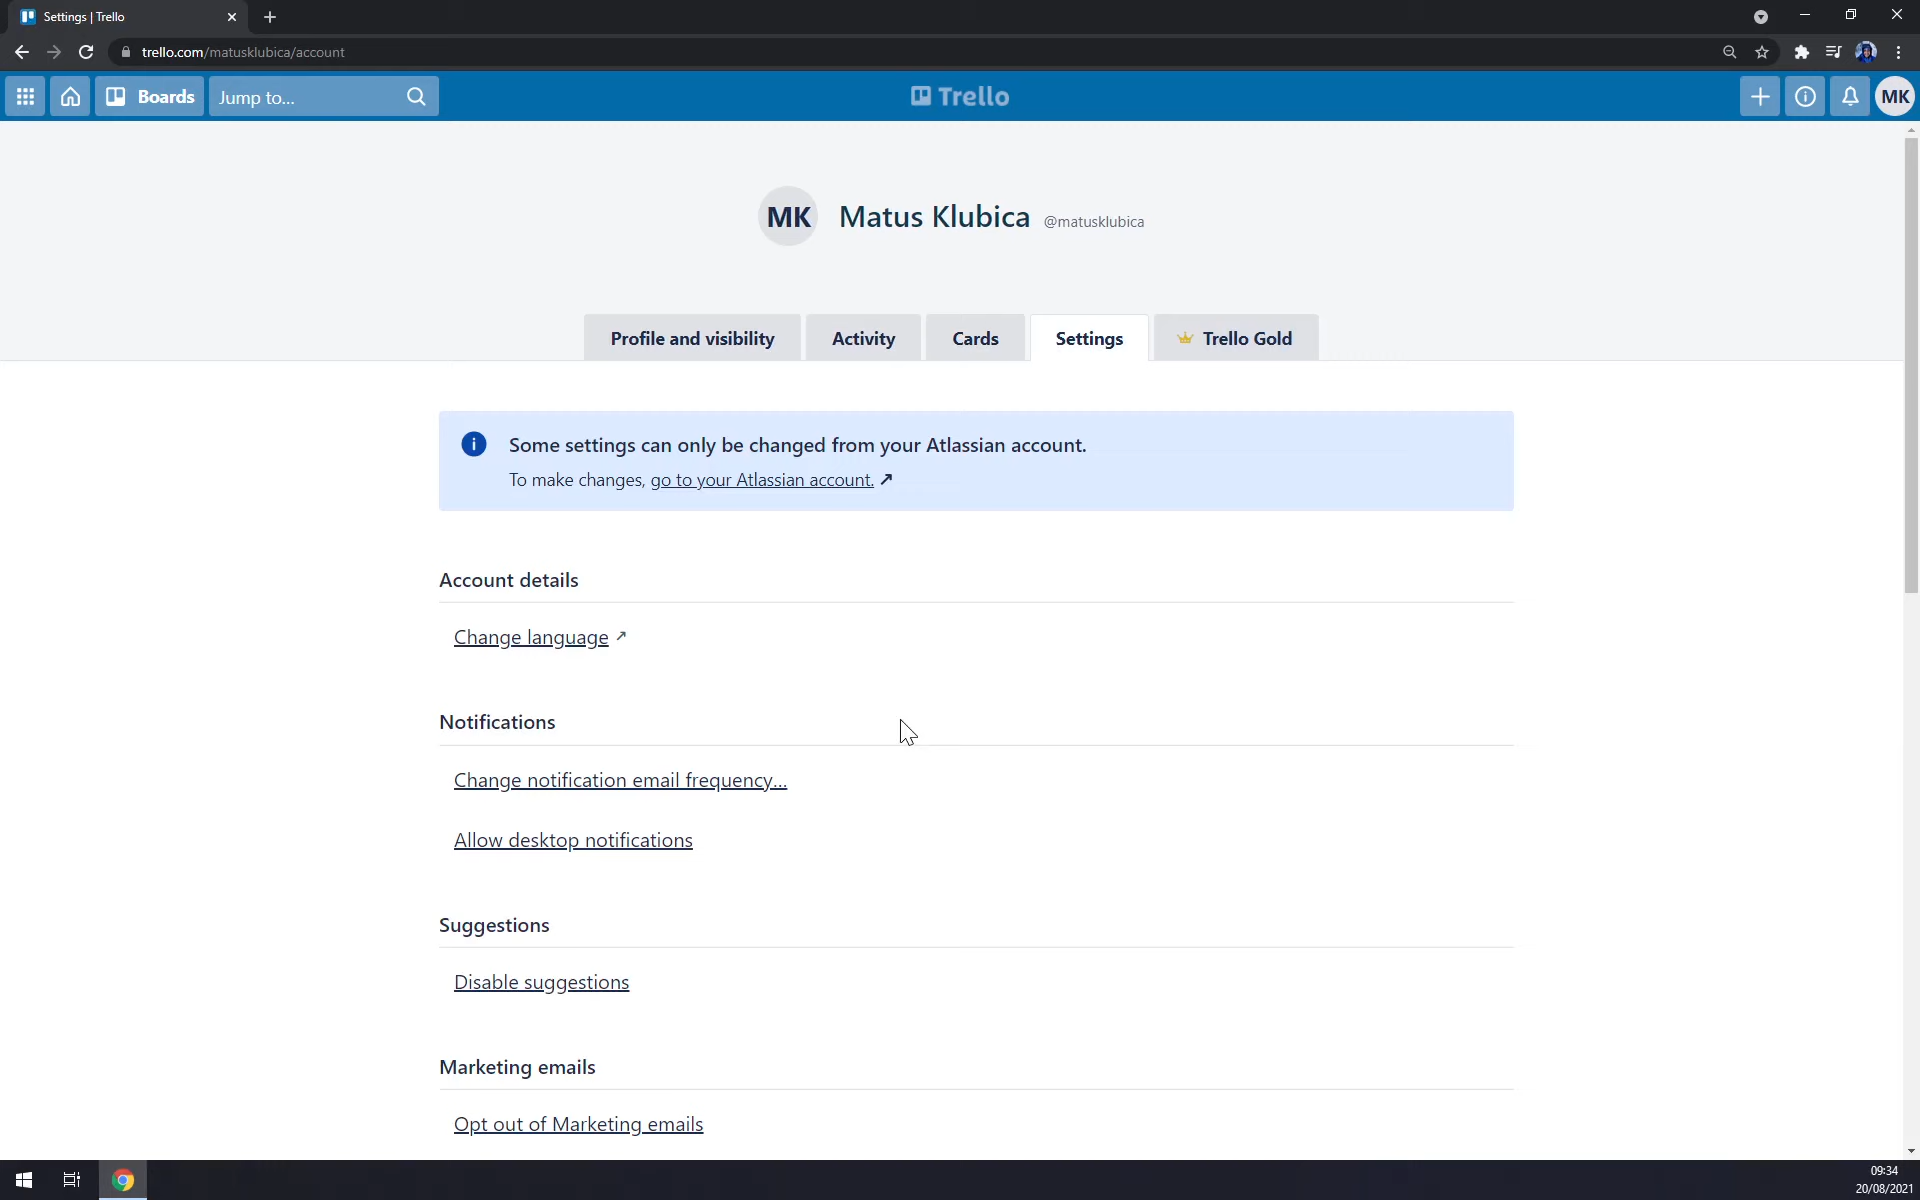 Settings | Trello
trello.com/matusklubica/account
Boards
Jump to...
Trello
MK
MK
Matus Klubica @matusklubica
Profile and visibility
Activity
Cards
Settings
Trello Gold
Some settings can only be changed from your Atlassian account.
To make changes, go to your Atlassian account. ↗
Account details
Change language ↗
Notifications
Change notification email frequency...
Allow desktop notifications
Suggestions
Disable suggestions
Marketing emails
Opt out of Marketing emails
09:34
20/08/2021